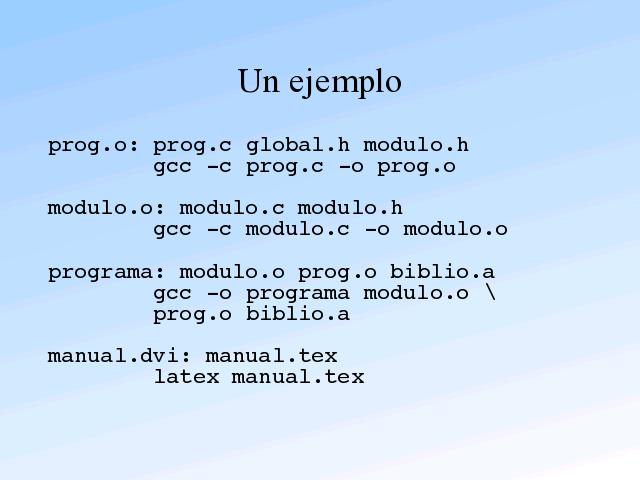 Un ejemplo
prog.o: prog.c global.h modulo.h
gcc -c prog.c -o prog.o
modulo.o: modulo.c modulo.h
gcc -c modulo.c -o modulo.o
programa: modulo.o prog.o biblio.a
gcc -o programa modulo.o \
prog.o biblio.a
manual.dvi: manual.tex
latex manual.tex